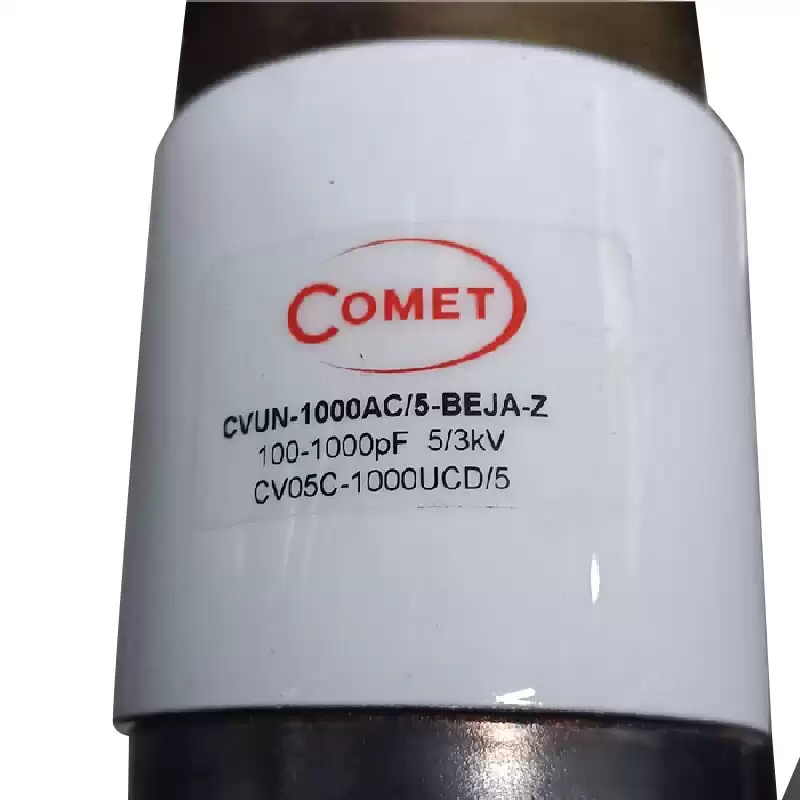 COMET
CVUN-1000AC/5-BEJA-Z
100-1000pF 5/3kV
CV05C-1000UCD/5